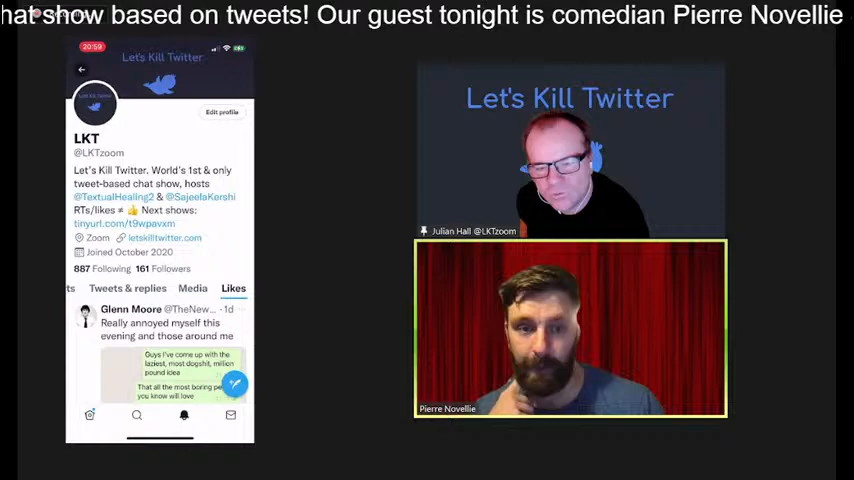 hat show based on tweets! Our guest tonight is comedian Pierre Novellie
20:59
Let's Kill Twitter
Edit profile
LKT
@LKTzoom
Let's Kill Twitter. World's 1st & only
tweet-based chat show, hosts
@TextualHealing2 & @SajeelaKershi
RTs/likes ≠ 👍 Next shows:
tinyurl.com/t9wpavxm
Zoom letskilltwitter.com
Joined October 2020
887 Following 161 Followers
ts Tweets & replies Media Likes
Glenn Moore @TheNew... · 1d
Really annoyed myself this
evening and those around me
Guys I've come up with the
laziest, most dogshit, million
pound idea
That all the most boring pe
you know will love
Let's Kill Twitter
Julian Hall @LKTzoom
Pierre Novellie